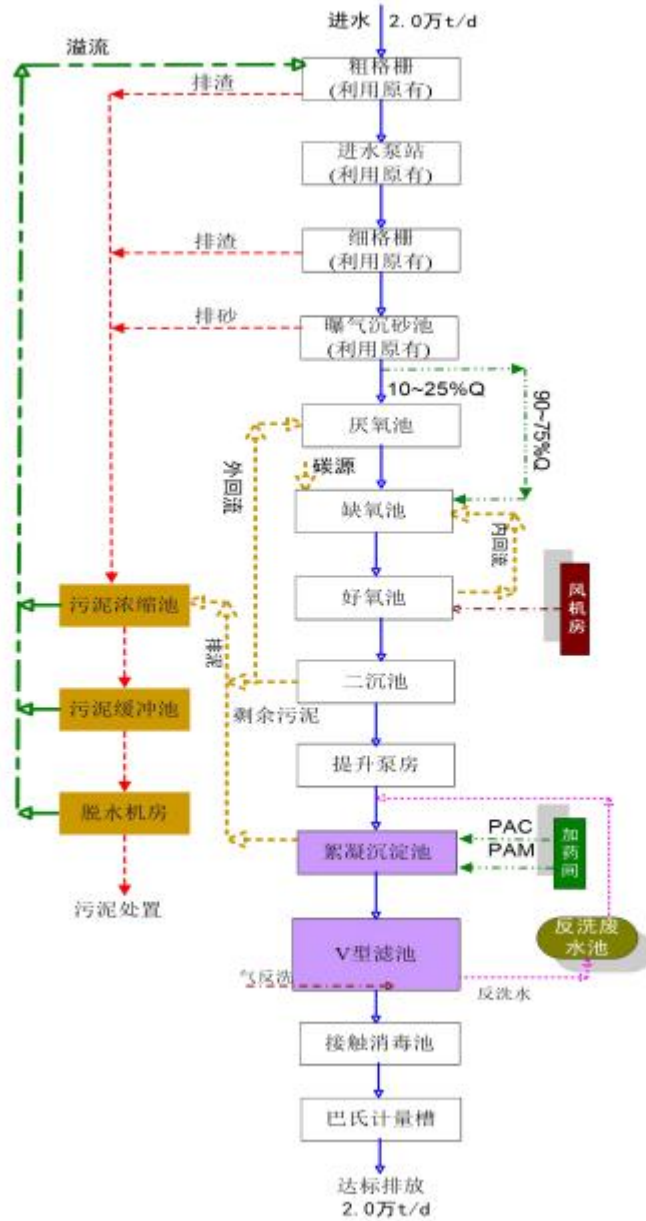 进水 2.0万t/d
溢流
粗格栅
(利用原有)
排渣
进水泵站
(利用原有)
排渣
细格栅
(利用原有)
排砂
曝气沉砂池
(利用原有)
10~25%Q
90~75%Q
厌氧池
外回流
碳源
缺氧池
内回流
好氧池
风机房
污泥浓缩池
排泥
二沉池
剩余污泥
污泥缓冲池
提升泵房
脱水机房
PAC
PAM
加药间
絮凝沉淀池
污泥处置
反洗废
水池
V型滤池
气反洗
反洗水
接触消毒池
巴氏计量槽
达标排放
2.0万t/d